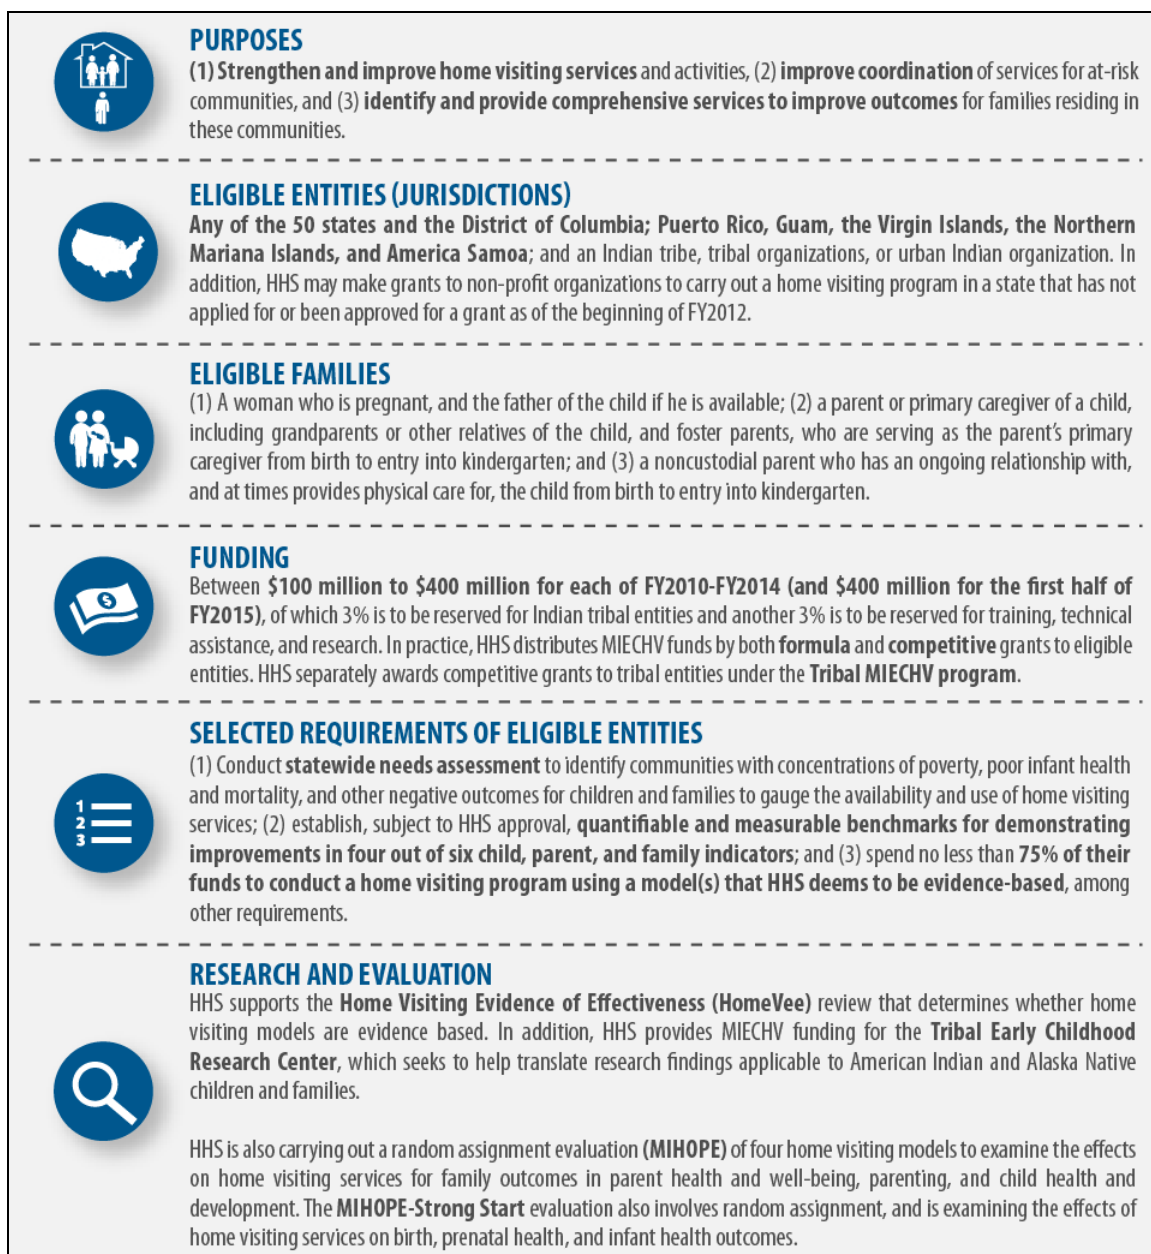 PURPOSES
(1) Strengthen and improve home visiting services and activities, (2) improve coordination of services for at-risk
communities, and (3) identify and provide comprehensive services to improve outcomes for families residing in
these communities.
ELIGIBLE ENTITIES (JURISDICTIONS)
Any of the 50 states and the District of Columbia; Puerto Rico, Guam, the Virgin Islands, the Northern
Mariana Islands, and America Samoa; and an Indian tribe, tribal organizations, or urban Indian organization. In
addition, HHS may make grants to non-profit organizations to carry out a home visiting program in a state that has not
applied for or been approved for a grant as of the beginning of FY2012.
ELIGIBLE FAMILIES
(1) A woman who is pregnant, and the father of the child if he is available; (2) a parent or primary caregiver of a child,
including grandparents or other relatives of the child, and foster parents, who are serving as the parent's primary
caregiver from birth to entry into kindergarten; and (3) a noncustodial parent who has an ongoing relationship with,
and at times provides physical care for, the child from birth to entry into kindergarten.
$
FUNDING
Between $100 million to $400 million for each of FY2010-FY2014 (and $400 million for the first half of
FY2015), of which 3% is to be reserved for Indian tribal entities and another 3% is to be reserved for training, technical
assistance, and research. In practice, HHS distributes MIECHV funds by both formula and competitive grants to eligible
entities. HHS separately awards competitive grants to tribal entities under the Tribal MIECHV program.
1
2
3
SELECTED REQUIREMENTS OF ELIGIBLE ENTITIES
(1) Conduct statewide needs assessment to identify communities with concentrations of poverty, poor infant health
and mortality, and other negative outcomes for children and families to gauge the availability and use of home visiting
services; (2) establish, subject to HHS approval, quantifiable and measurable benchmarks for demonstrating
improvements in four out of six child, parent, and family indicators; and (3) spend no less than 75% of their
funds to conduct a home visiting program using a model(s) that HHS deems to be evidence-based, among
other requirements.
RESEARCH AND EVALUATION
HHS supports the Home Visiting Evidence of Effectiveness (HomeVee) review that determines whether home
visiting models are evidence based. In addition, HHS provides MIECHV funding for the Tribal Early Childhood
Research Center, which seeks to help translate research findings applicable to American Indian and Alaska Native
children and families.
HHS is also carrying out a random assignment evaluation (MIHOPE) of four home visiting models to examine the effects
on home visiting services for family outcomes in parent health and well-being, parenting, and child health and
development. The MIHOPE-Strong Start evaluation also involves random assignment, and is examining the effects of
home visiting services on birth, prenatal health, and infant health outcomes.